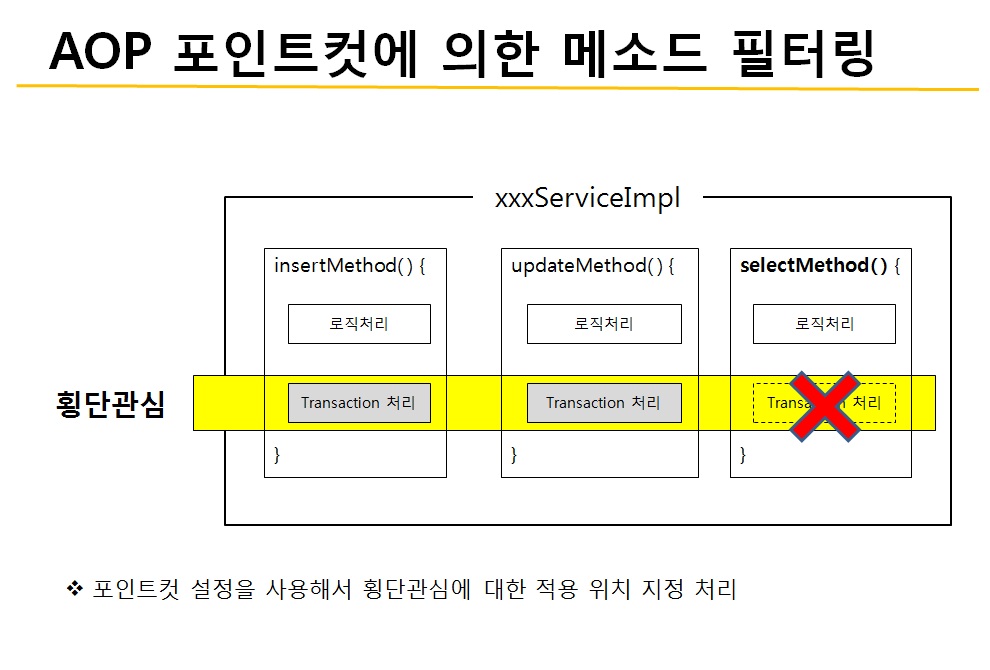 AOP 포인트컷에 의한 메소드 필터링
xxxServiceImpl
insertMethod() {
updateMethod() {
selectMethod() {
로직처리
로직처리
로직처리
횡단관심
Transaction 처리
Transaction 처리
Transa n 처리
}
}
}
❖ 포인트컷 설정을 사용해서 횡단관심에 대한 적용 위치 지정 처리